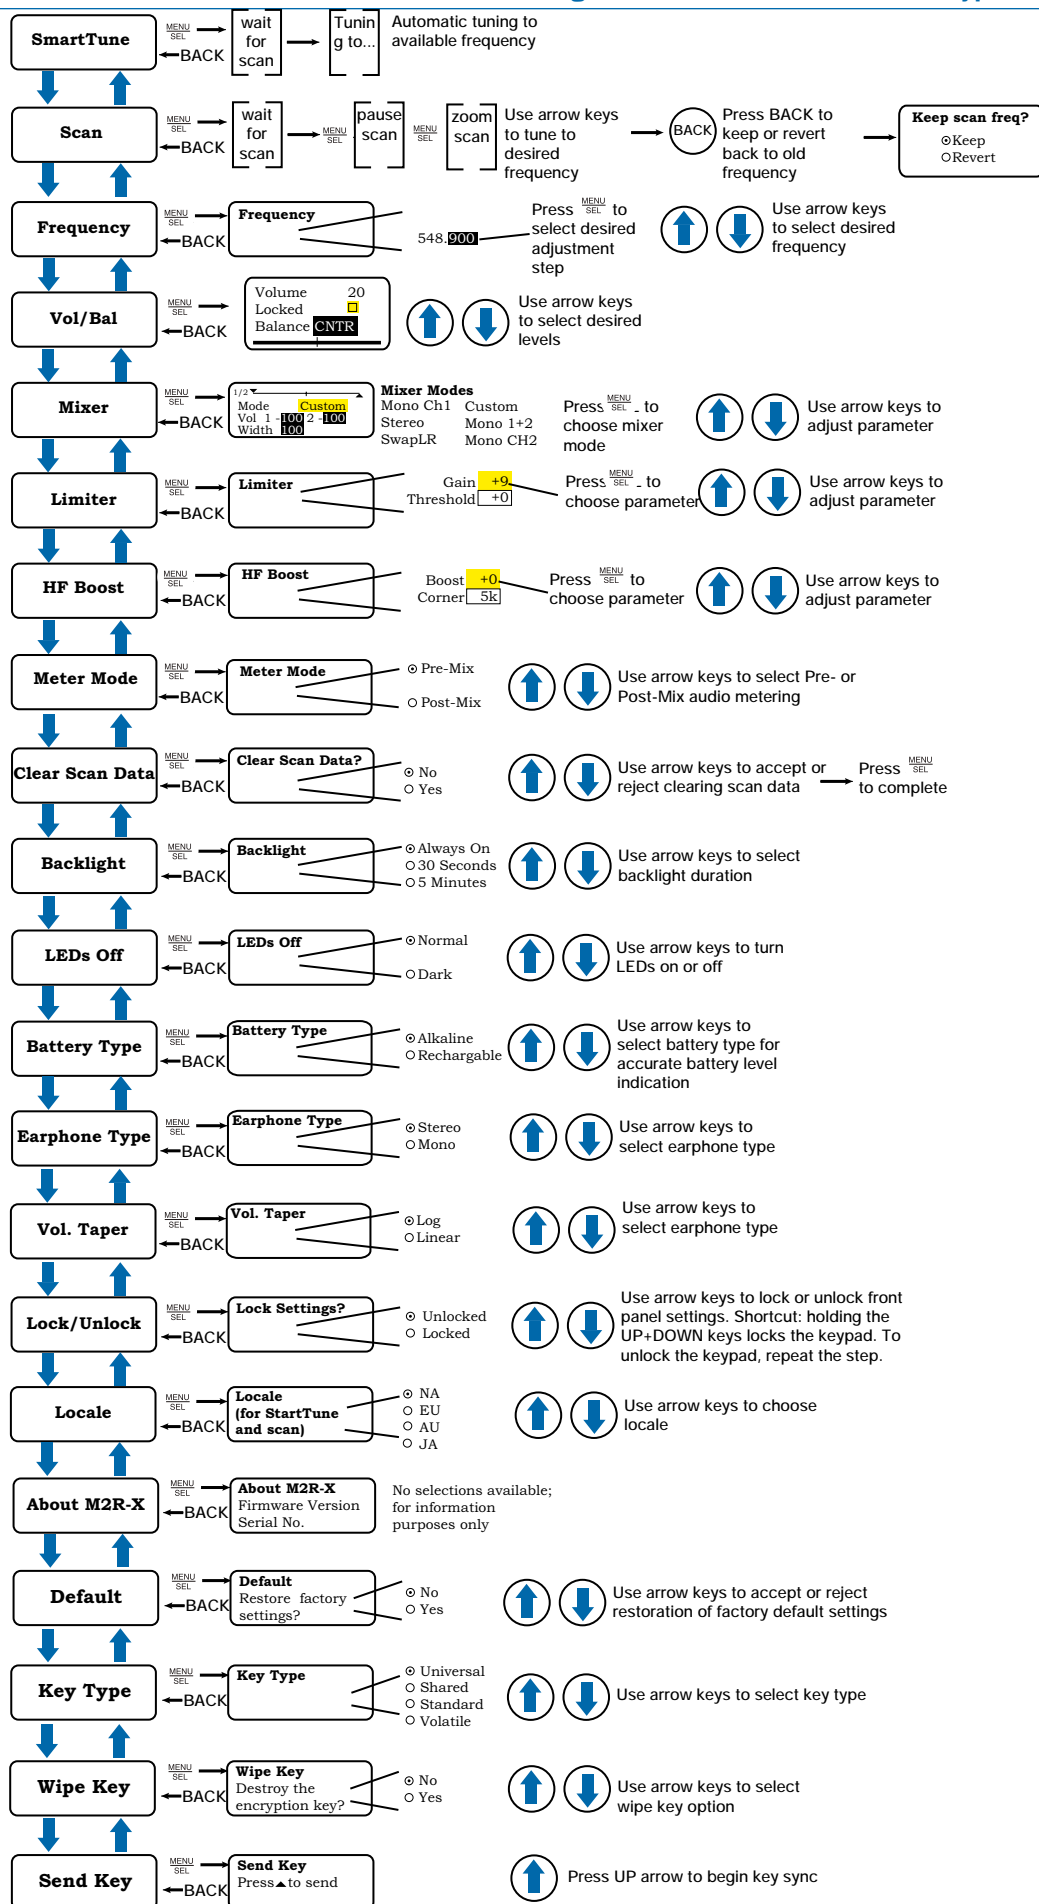 SmartTune
MENU
SEL
BACK
wait
for
scan
Tunin
g to...
Automatic tuning to
available frequency
Scan
MENU
SEL
BACK
wait
for
scan
MENU
SEL
pause
scan
MENU
SEL
zoom
scan
Use arrow keys
to tune to
desired
frequency
BACK
Press BACK to
keep or revert
back to old
frequency
Keep scan freq?
Keep
Revert
Frequency
MENU
SEL
BACK
Frequency
548.900
Press MENU SEL to
select desired
adjustment
step
Use arrow keys
to select desired
frequency
Vol/Bal
MENU
SEL
BACK
Volume 20
Locked
Balance CNTR
Use arrow keys
to select desired
levels
Mixer
MENU
SEL
BACK
1/2
Mode Custom
Vol 1 -100 2 -100
Width 100
Mixer Modes
Mono Ch1 Custom
Stereo Mono 1+2
SwapLR Mono CH2
Press MENU SEL to
choose mixer
mode
Use arrow keys to
adjust parameter
Limiter
MENU
SEL
BACK
Limiter
Gain +9
Threshold +0
Press MENU SEL to
choose parameter
Use arrow keys to
adjust parameter
HF Boost
MENU
SEL
BACK
HF Boost
Boost +0
Corner 5k
Press MENU SEL to
choose parameter
Use arrow keys to
adjust parameter
Meter Mode
MENU
SEL
BACK
Meter Mode
Pre-Mix
Post-Mix
Use arrow keys to select Pre- or
Post-Mix audio metering
Clear Scan Data
MENU
SEL
BACK
Clear Scan Data?
No
Yes
Use arrow keys to accept or
reject clearing scan data
Press MENU SEL
to complete
Backlight
MENU
SEL
BACK
Backlight
Always On
30 Seconds
5 Minutes
Use arrow keys to select
backlight duration
LEDs Off
MENU
SEL
BACK
LEDs Off
Normal
Dark
Use arrow keys to turn
LEDs on or off
Battery Type
MENU
SEL
BACK
Battery Type
Alkaline
Rechargable
Use arrow keys to
select battery type for
accurate battery level
indication
Earphone Type
MENU
SEL
BACK
Earphone Type
Stereo
Mono
Use arrow keys to
select earphone type
Vol. Taper
MENU
SEL
BACK
Vol. Taper
Log
Linear
Use arrow keys to
select earphone type
Lock/Unlock
MENU
SEL
BACK
Lock Settings?
Unlocked
Locked
Use arrow keys to lock or unlock front
panel settings. Shortcut: holding the
UP+DOWN keys locks the keypad. To
unlock the keypad, repeat the step.
Locale
MENU
SEL
BACK
Locale
(for StartTune
and scan)
NA
EU
AU
JA
Use arrow keys to choose
locale
About M2R-X
MENU
SEL
BACK
About M2R-X
Firmware Version
Serial No.
No selections available;
for information
purposes only
Default
MENU
SEL
BACK
Default
Restore factory
settings?
No
Yes
Use arrow keys to accept or reject
restoration of factory default settings
Key Type
MENU
SEL
BACK
Key Type
Universal
Shared
Standard
Volatile
Use arrow keys to select key type
Wipe Key
MENU
SEL
BACK
Wipe Key
Destroy the
encryption key?
No
Yes
Use arrow keys to select
wipe key option
Send Key
MENU
SEL
BACK
Send Key
Press▲to send
Press UP arrow to begin key sync